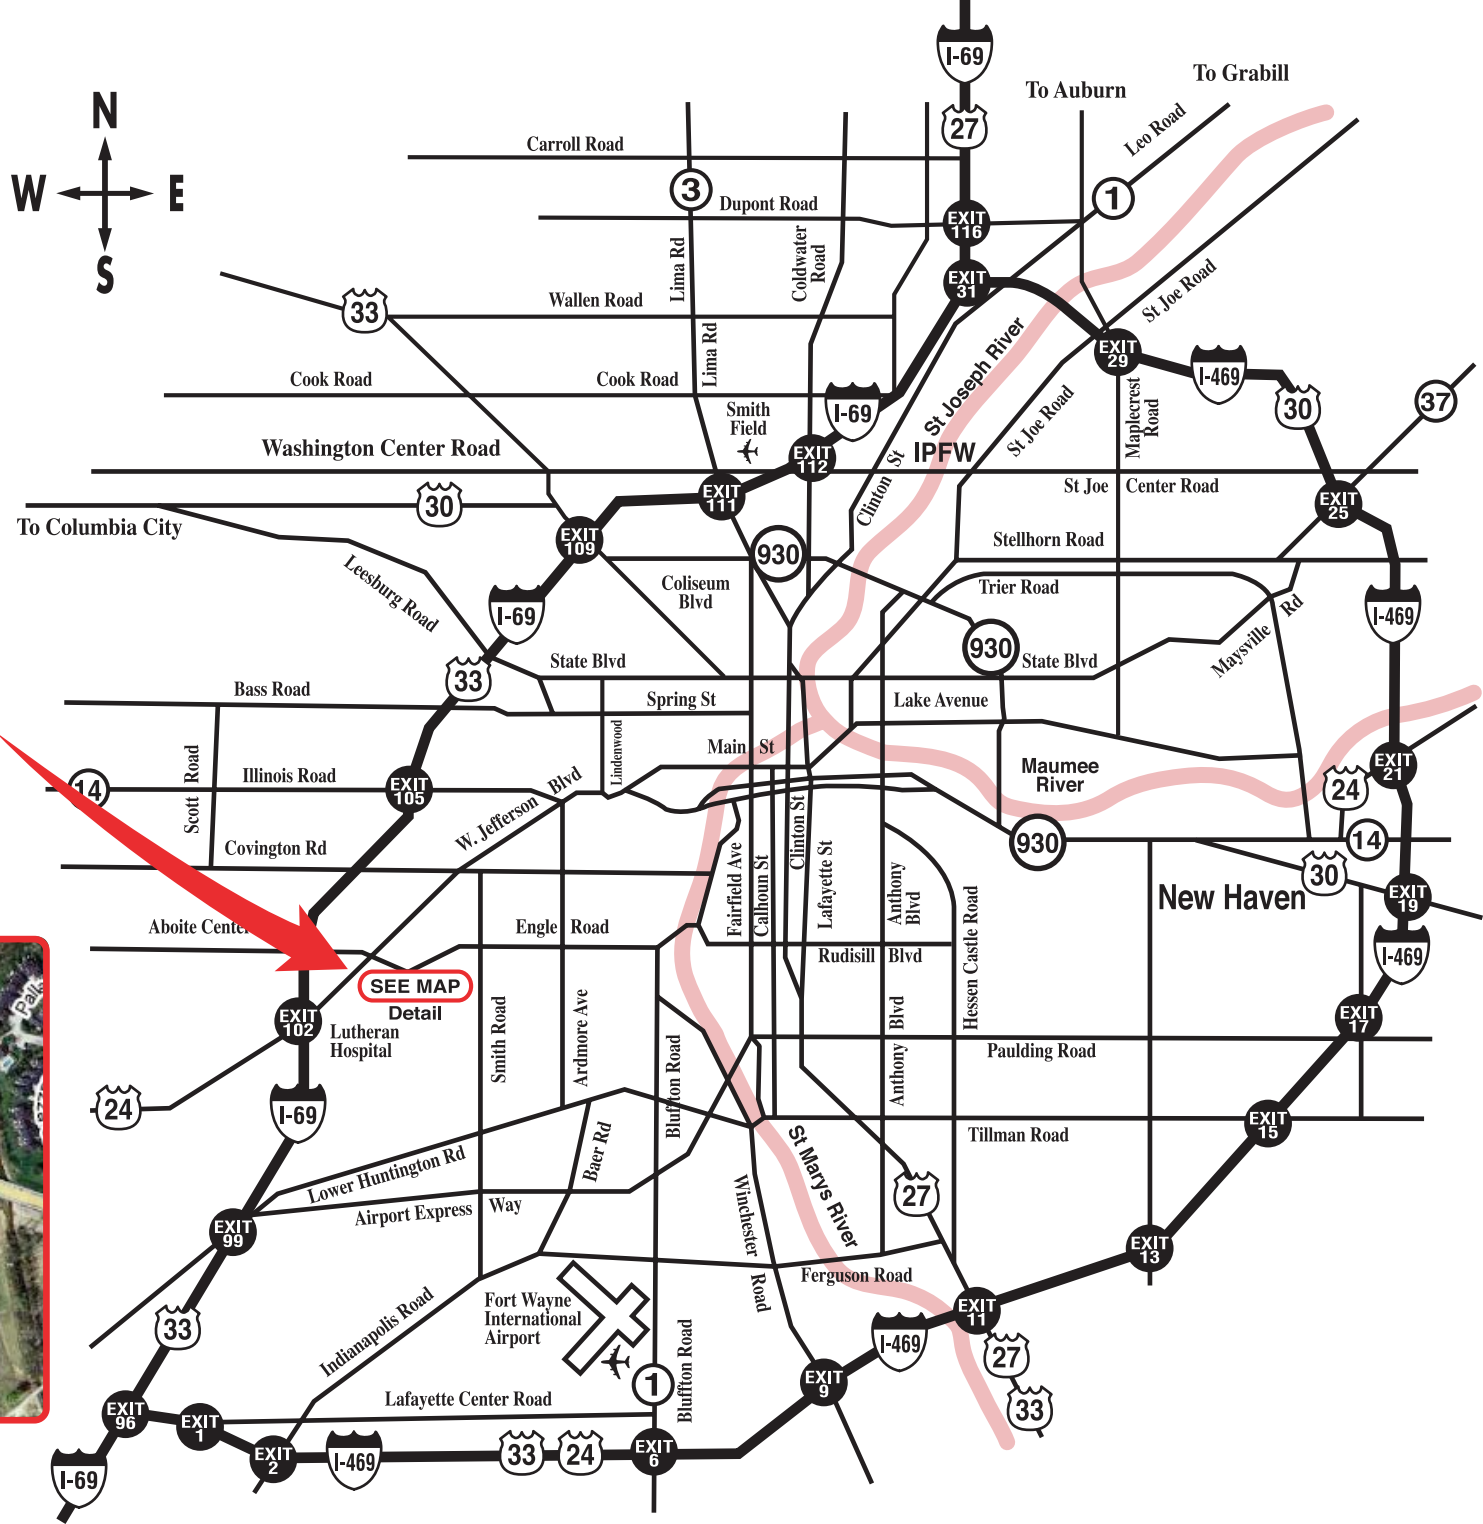 I-69
To Grabill
To Auburn
N
W
E
S
27
Leo Road
Carroll Road
3
1
Dupont Road
EXIT
116
Lima Rd
Coldwater
Road
EXIT
31
St Joe Road
33
Wallen Road
St Joseph River
Lima Rd
EXIT
29
I-469
Cook Road
Cook Road
Smith
Field
I-69
St Joe Road
Maplecrest
Road
30
37
Washington Center Road
IPFW
EXIT
112
Clinton St
St Joe Center Road
30
EXIT
111
EXIT
25
To Columbia City
EXIT
109
930
Stellhorn Road
Leesburg Road
Coliseum
Blvd
Trier Road
I-69
I-469
Maysville Rd
930
33
State Blvd
State Blvd
Bass Road
Spring St
Lake Avenue
Lindenwood
Main St
Scott Road
14
Illinois Road
EXIT
105
W. Jefferson Blvd
Maumee
River
EXIT
21
24
Clinton St
930
14
Covington Rd
Fairfield Ave
Calhoun St
Lafayette St
Anthony
Blvd
30
New Haven
EXIT
19
Aboite Cente
Engle Road
Rudisill Blvd
Hessen Castle Road
I-469
SEE MAP
Detail
EXIT
102
Lutheran
Hospital
Smith Road
Ardmore Ave
Bluffton Road
Anthony Blvd
EXIT
17
Paulding Road
24
I-69
EXIT
15
Tillman Road
Lower Huntington Rd
Baer Rd
St Marys River
Winchester Road
Airport Express Way
27
EXIT
99
EXIT
13
Ferguson Road
33
Indianapolis Road
Fort Wayne
International
Airport
Bluffton Road
EXIT
11
I-469
27
1
EXIT
9
Lafayette Center Road
33
EXIT
96
EXIT
1
EXIT
2
I-469
33
24
EXIT
6
I-69